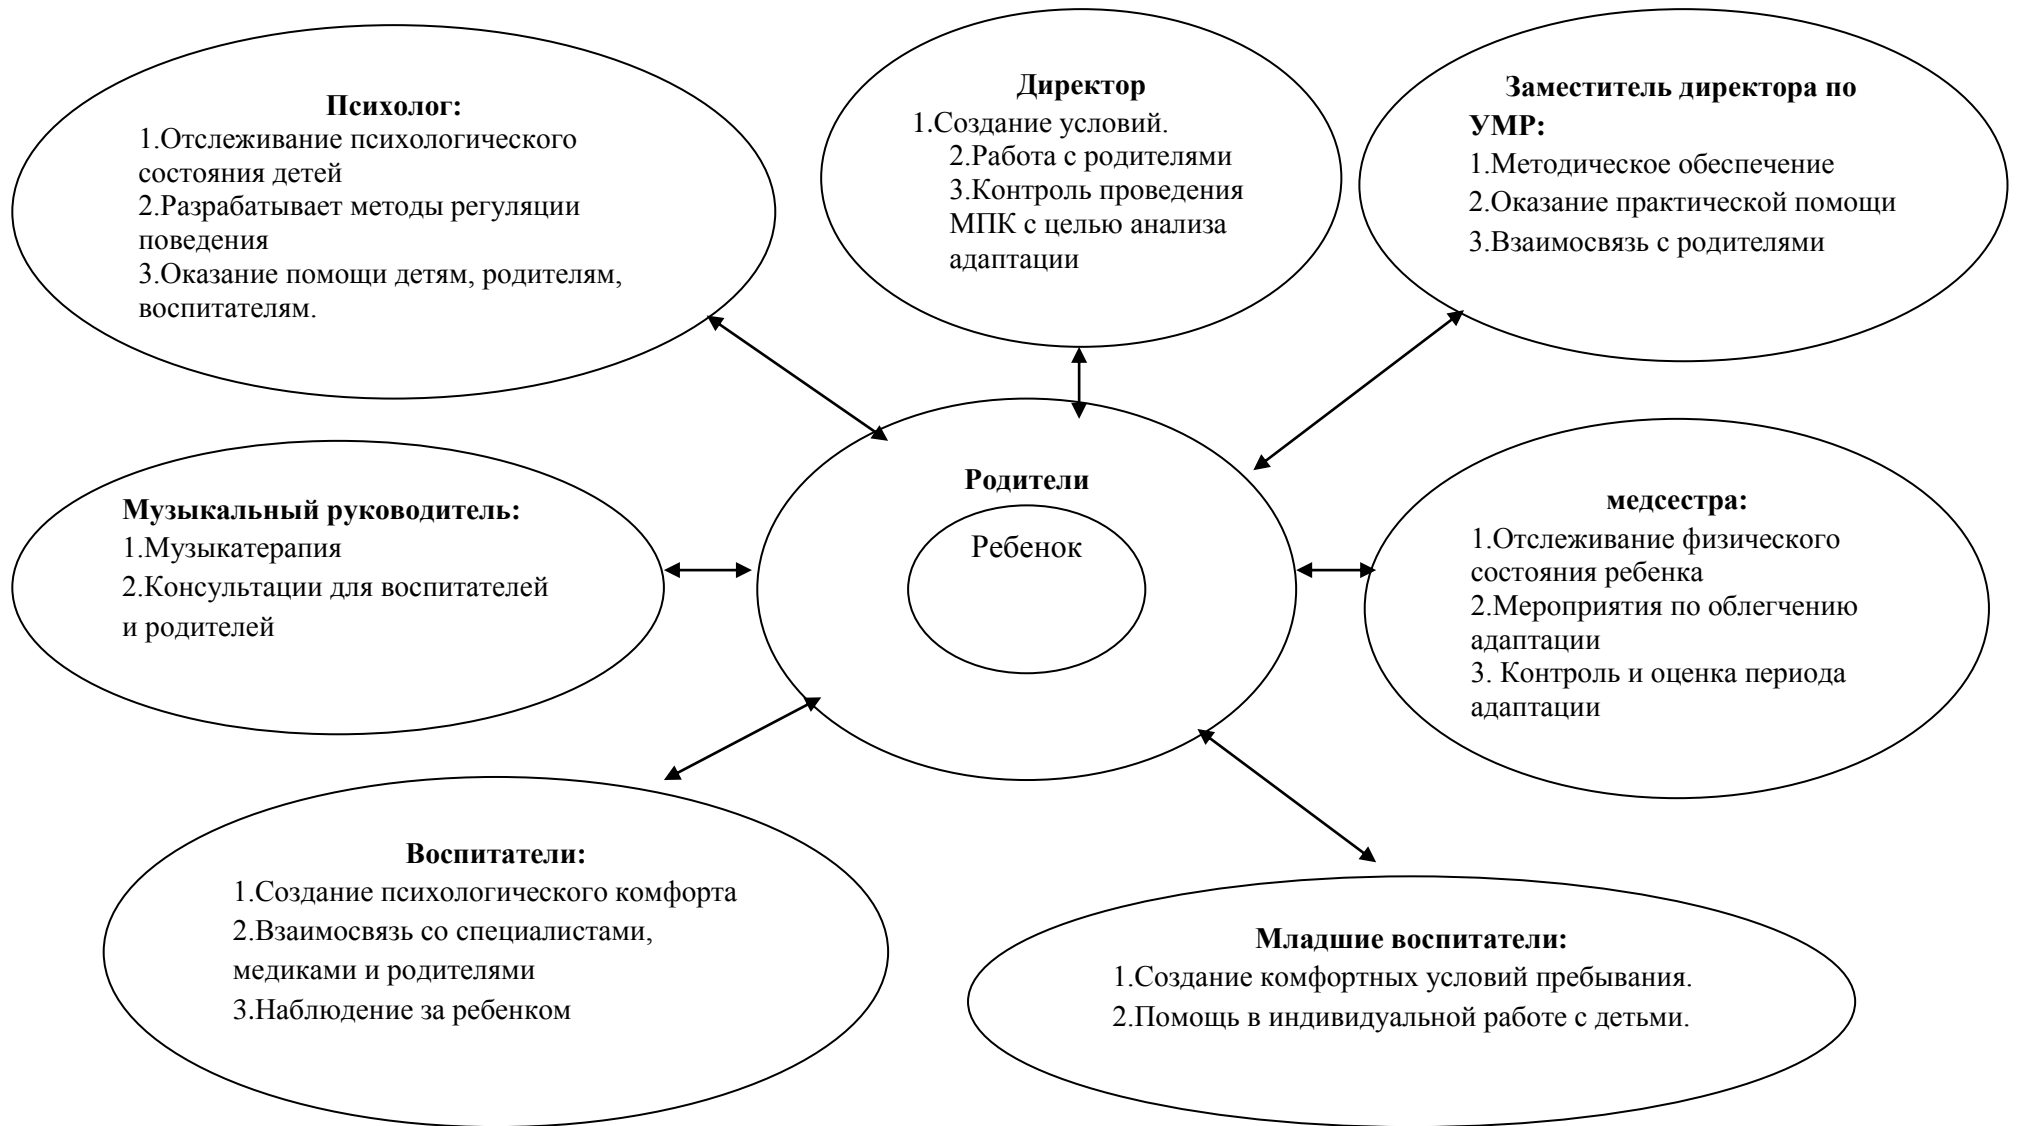 Психолог:
1.Отслеживание психологического
состояния детей
2.Разрабатывает методы регуляции
поведения
3.Оказание помощи детям, родителям,
воспитателям.
Директор
1.Создание условий.
2.Работа с родителями
3.Контроль проведения
МПК с целью анализа
адаптации
Заместитель директора по
УМР:
1.Методическое обеспечение
2.Оказание практической помощи
3.Взаимосвязь с родителями
Музыкальный руководитель:
1.Музыкатерапия
2.Консультации для воспитателей
и родителей
Родители
Ребенок
медсестра:
1.Отслеживание физического
состояния ребенка
2.Мероприятия по облегчению
адаптации
3. Контроль и оценка периода
адаптации
Воспитатели:
1.Создание психологического комфорта
2.Взаимосвязь со специалистами,
медиками и родителями
3.Наблюдение за ребенком
Младшие воспитатели:
1.Создание комфортных условий пребывания.
2.Помощь в индивидуальной работе с детьми.